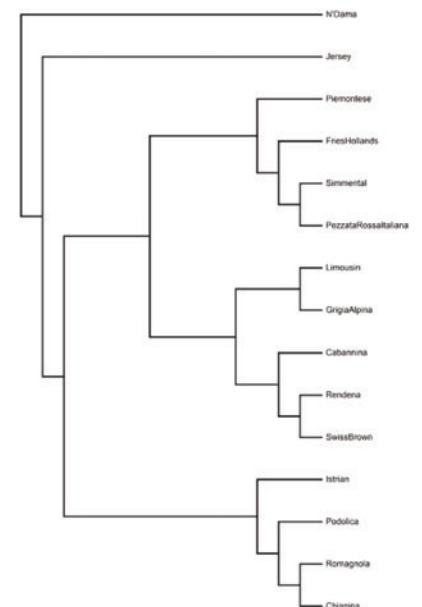 N'Dama
Jersey
Piemontese
FriesHollands
Simmental
PezzataRossaItaliana
Limousin
GrigiaAlpina
Cabannina
Rendena
SwissBrown
Istrian
Podolica
Romagnola
Chianina